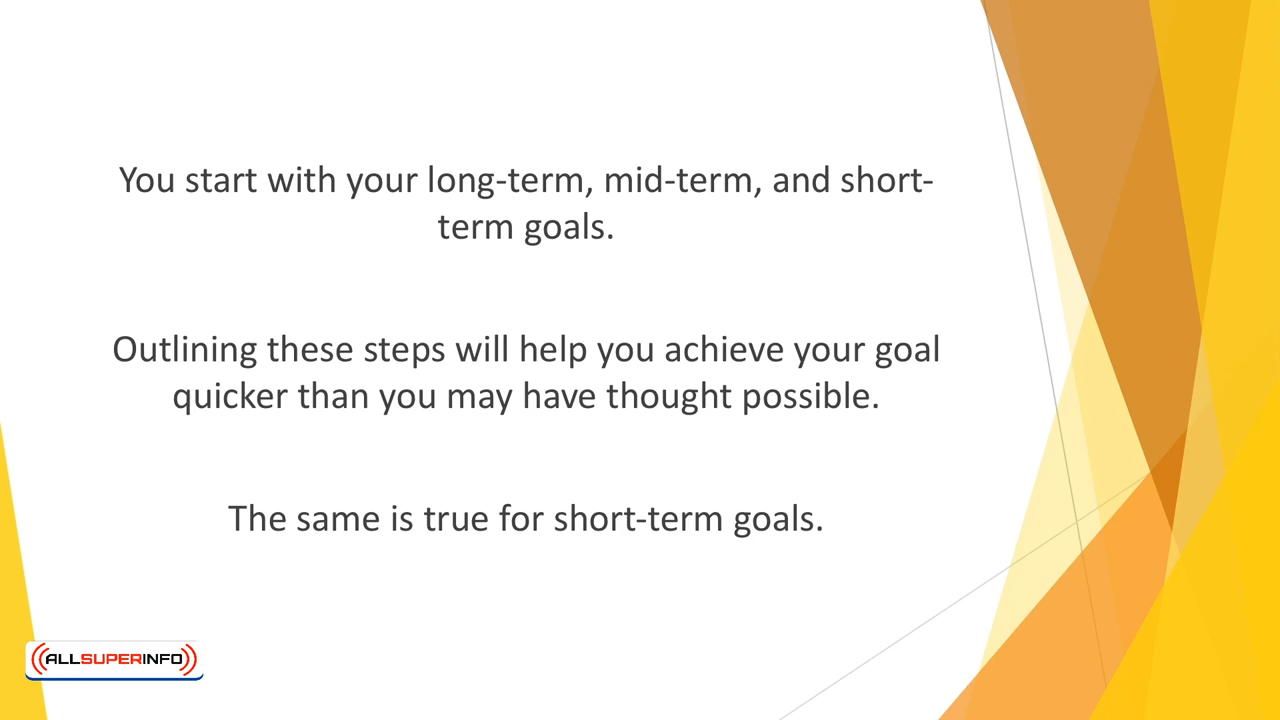 You start with your long-term, mid-term, and short-
term goals.
Outlining these steps will help you achieve your goal
quicker than you may have thought possible.
The same is true for short-term goals.
ALLSUPERINFO